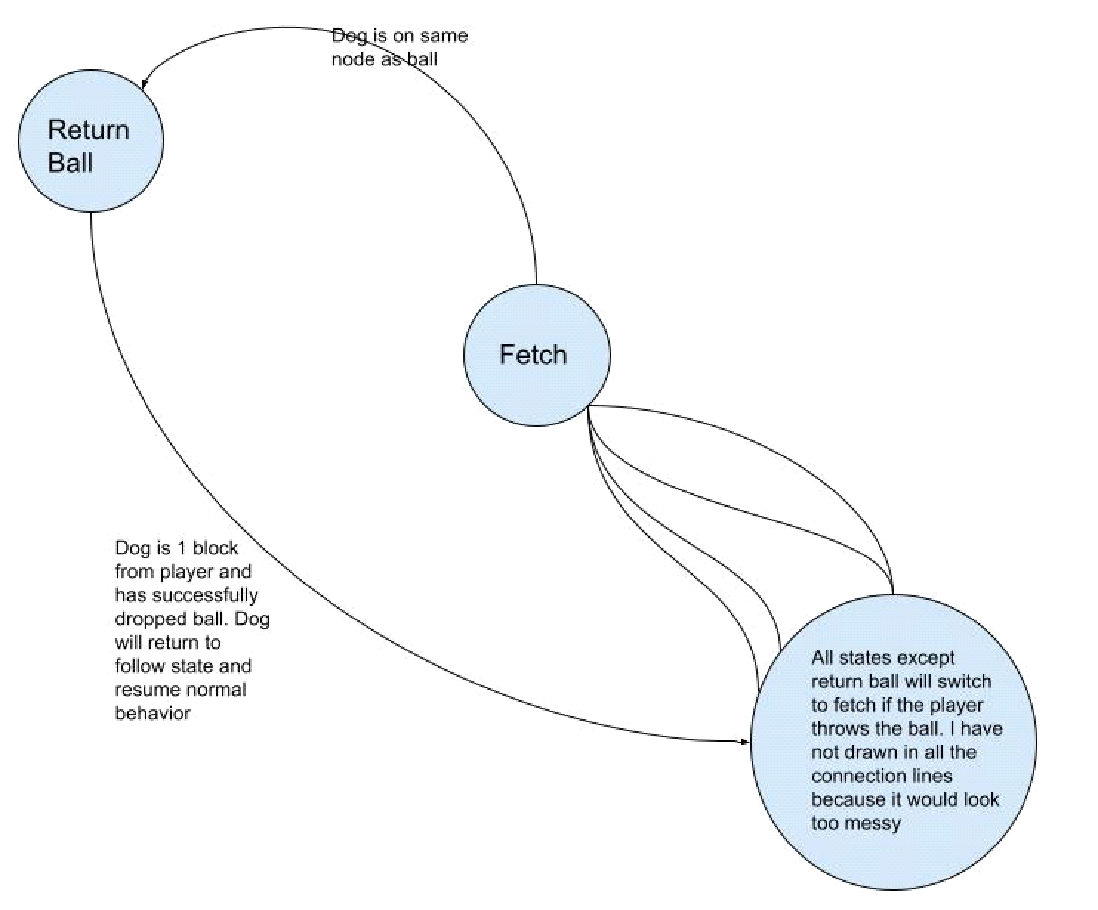 Dog is on same
node as ball
Return
Ball
Fetch
Dog is 1 block
from player and
has successfully
dropped ball. Dog
will return to
follow state and
resume normal
behavior
All states except
return ball will switch
to fetch if the player
throws the ball. I have
not drawn in all the
connection lines
because it would look
too messy